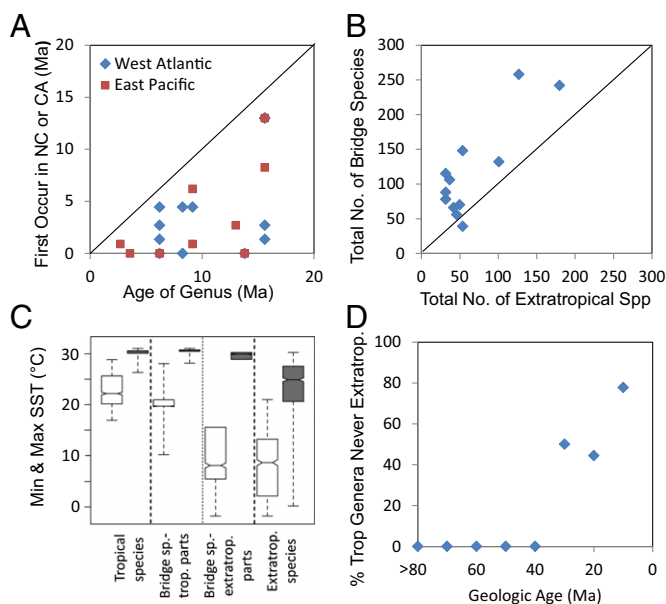 A
20
15
10
5
0
First Occur in NC or CA (Ma)
West Atlantic
East Pacific
0 10 20
Age of Genus (Ma)
B
300
250
200
150
100
50
0
Total No. of Bridge Species
0 50 100 150 200 250 300
Total No. of Extratropical Spp
C
30
20
10
0
Min & Max SST (°C)
Tropical
species
Bridge sp.-
trop. parts
Bridge sp-
extratrop.
parts
Extratrop.
species
D
100
80
60
40
20
0
% Trop Genera Never Extratrop.
>80 60 40 20 0
Geologic Age (Ma)